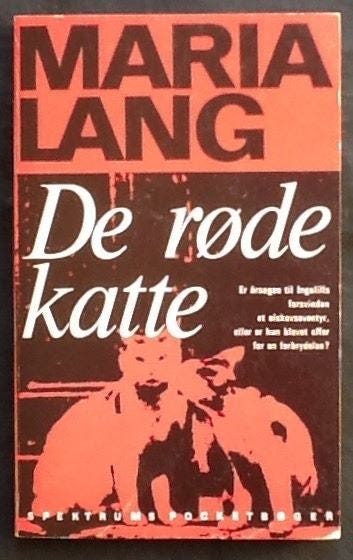 MARIA
LANG
De røde
katte
Er årsagen til Ingalills
forsvinden
et elskovseventyr,
eller er hun blevet offer
for en forbrydelse?
SPEKTRUMS POCKETBØGER